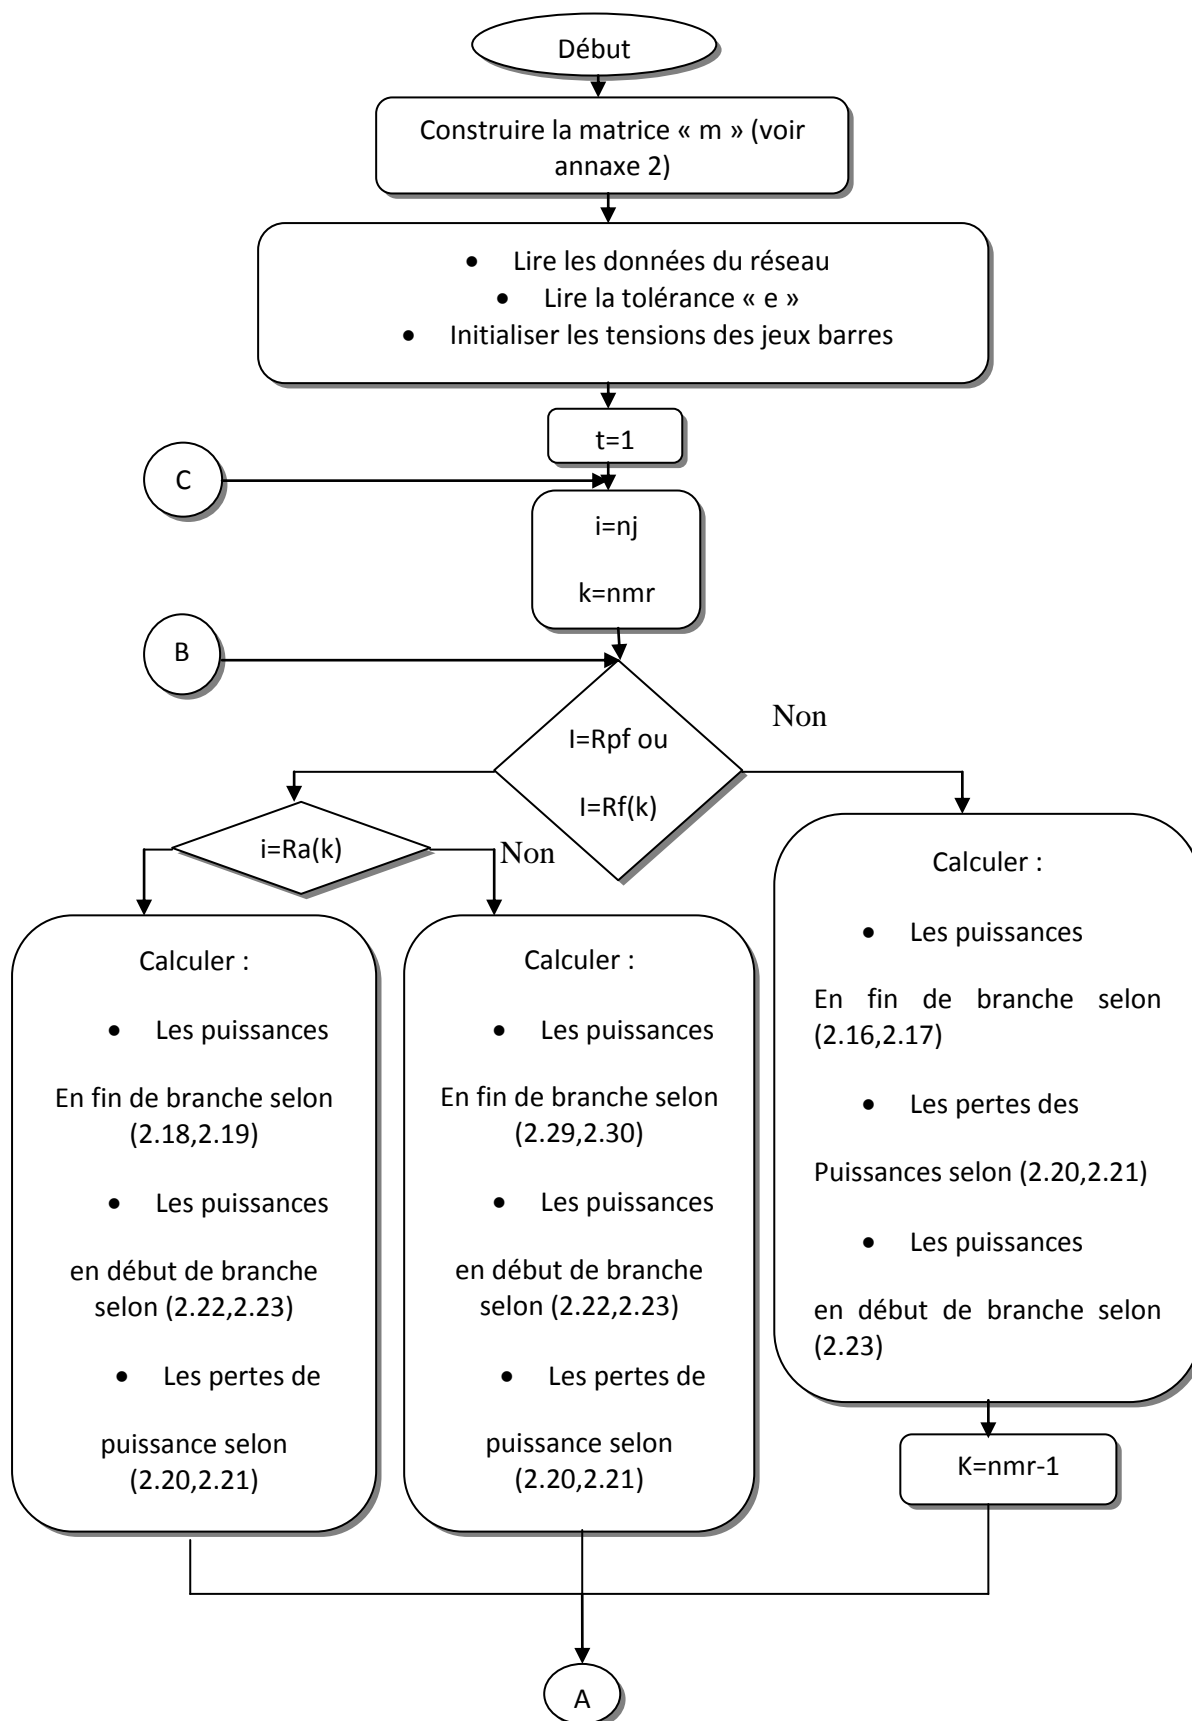 Début
Construire la matrice « m » (voir
annaxe 2)
• Lire les données du réseau
• Lire la tolérance « e »
• Initialiser les tensions des jeux barres
t=1
C
i=nj
k=nmr
B
I=Rpf ou
I=Rf(k)
Non
i=Ra(k)
Non
Calculer :
• Les puissances
En fin de branche selon
(2.18,2.19)
• Les puissances
en début de branche
selon (2.22,2.23)
• Les pertes de
puissance selon
(2.20,2.21)
Calculer :
• Les puissances
En fin de branche selon
(2.29,2.30)
• Les puissances
en début de branche
selon (2.22,2.23)
• Les pertes de
puissance selon
(2.20,2.21)
Calculer :
• Les puissances
En fin de branche selon
(2.16,2.17)
• Les pertes des
Puissances selon (2.20,2.21)
• Les puissances
en début de branche selon
(2.23)
K=nmr-1
A